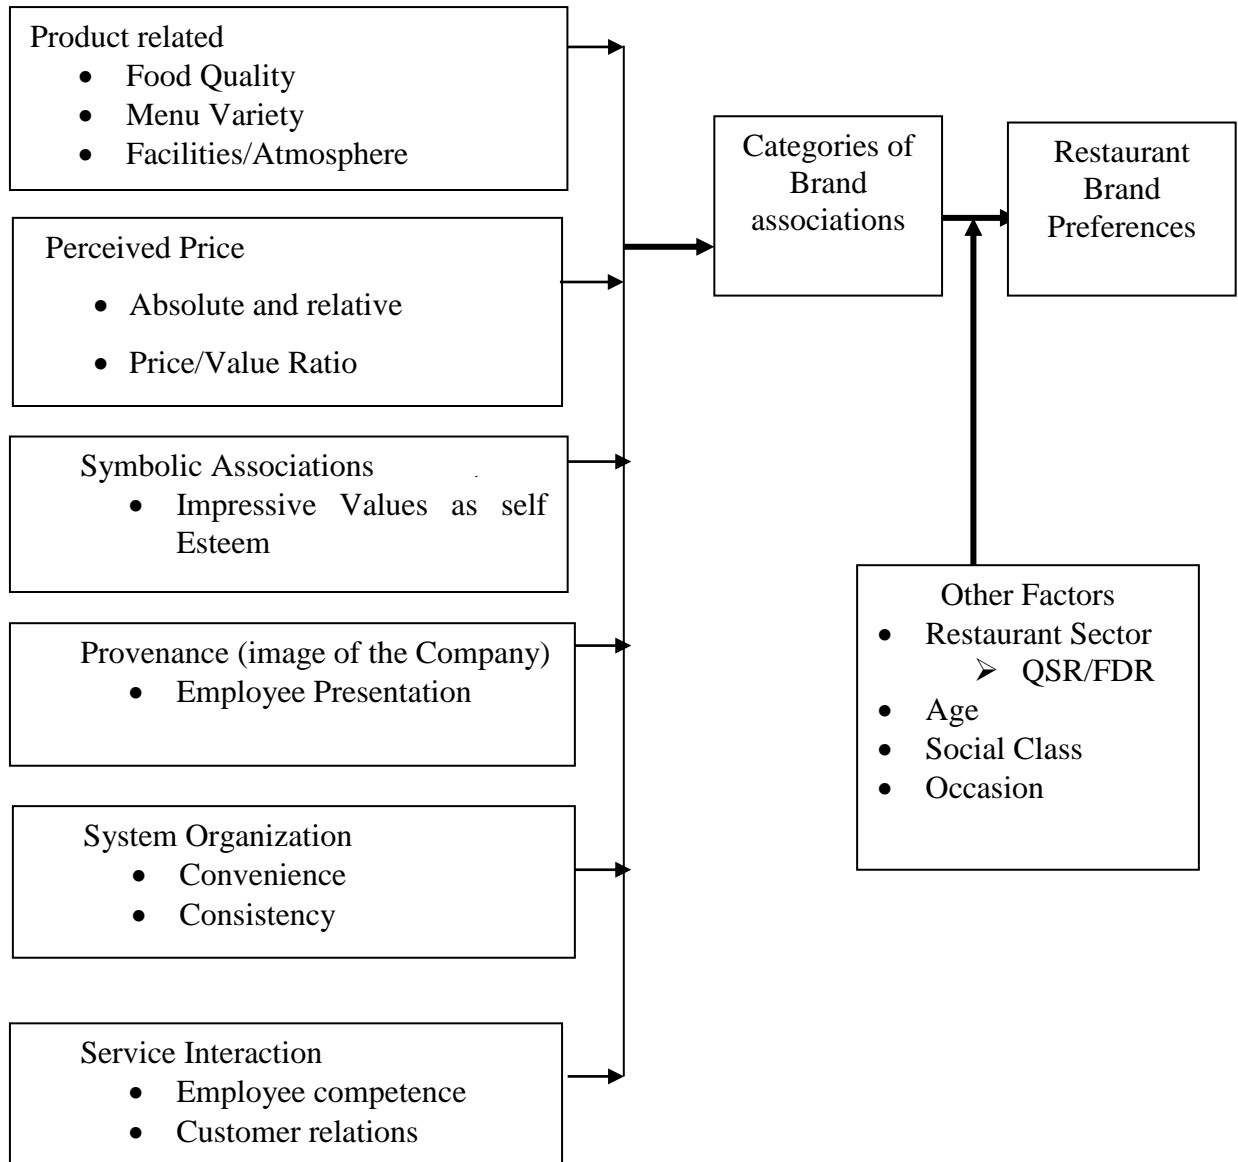 Product related
• Food Quality
• Menu Variety
• Facilities/Atmosphere
Perceived Price
• Absolute and relative
• Price/Value Ratio
Symbolic Associations
• Impressive Values as self
Esteem
Provenance (image of the Company)
• Employee Presentation
System Organization
• Convenience
• Consistency
Service Interaction
• Employee competence
• Customer relations
Categories of
Brand
associations
Restaurant
Brand
Preferences
Other Factors
• Restaurant Sector
➢ QSR/FDR
• Age
• Social Class
• Occasion